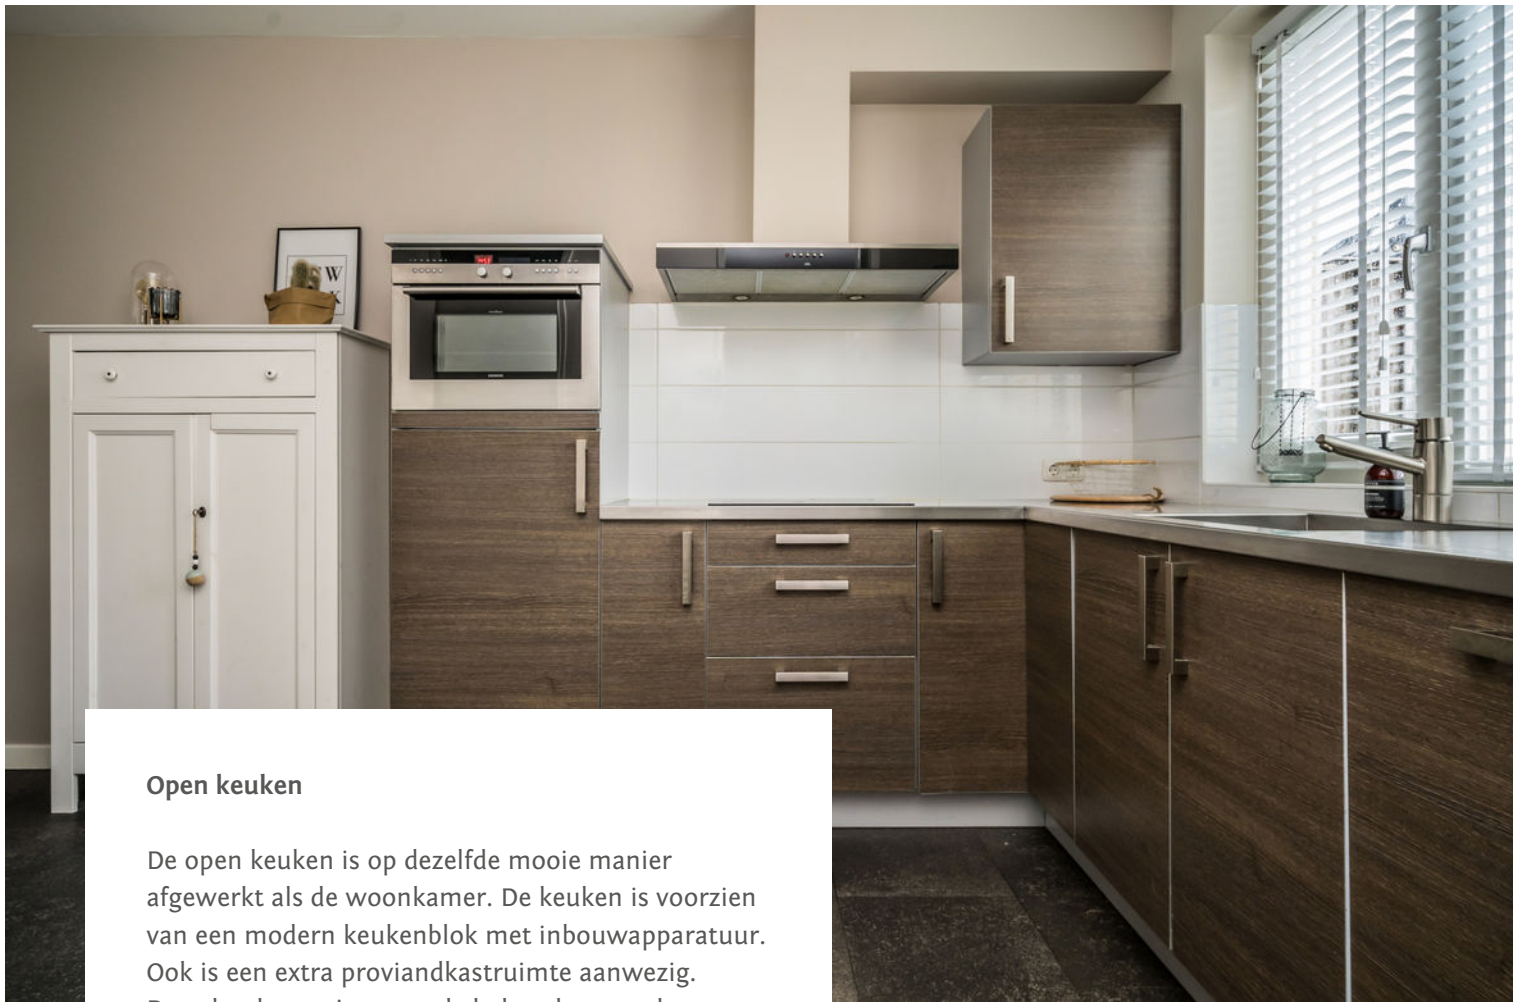 W
K
Open keuken
De open keuken is op dezelfde mooie manier
afgewerkt als de woonkamer. De keuken is voorzien
van een modern keukenblok met inbouwapparatuur.
Ook is een extra proviandkastruimte aanwezig.